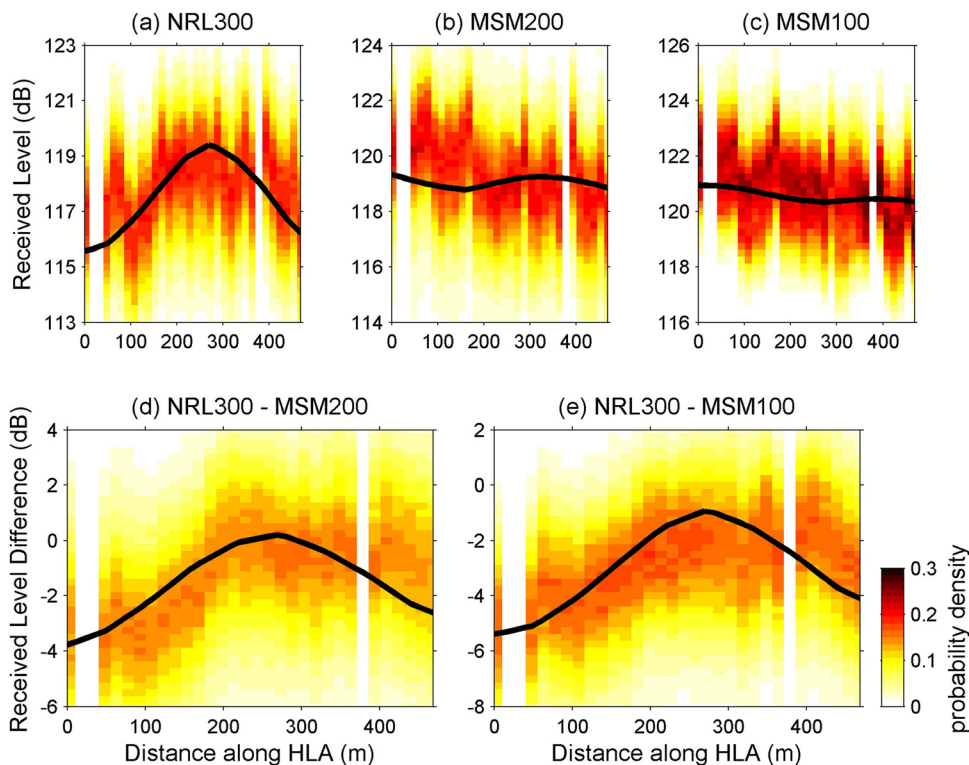 (a) NRL300
(b) MSM200
(c) MSM100
Received Level (dB)
123
121
119
117
115
113
0 100 200 300 400
124
122
120
118
116
114
0 100 200 300 400
126
124
122
120
118
116
0 100 200 300 400
(d) NRL300 - MSM200
(e) NRL300 - MSM100
Received Level Difference (dB)
4
2
0
-2
-4
-6
0 100 200 300 400
Distance along HLA (m)
2
0
-2
-4
-6
-8
0 100 200 300 400
Distance along HLA (m)
0.3
0.2
0.1
0
probability density